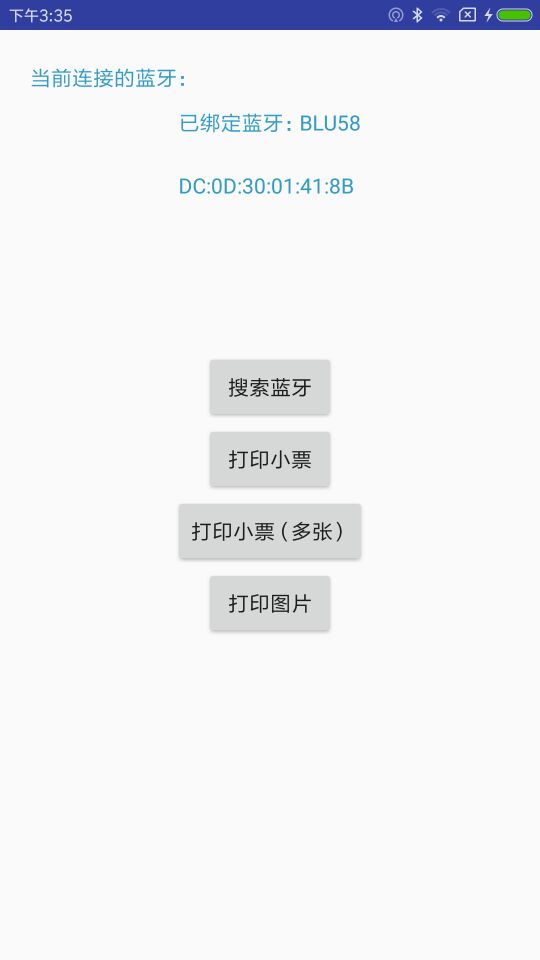 下午3:35
当前连接的蓝牙：
已绑定蓝牙：BLU58
DC:0D:30:01:41:8B
搜索蓝牙
打印小票
打印小票（多张）
打印图片